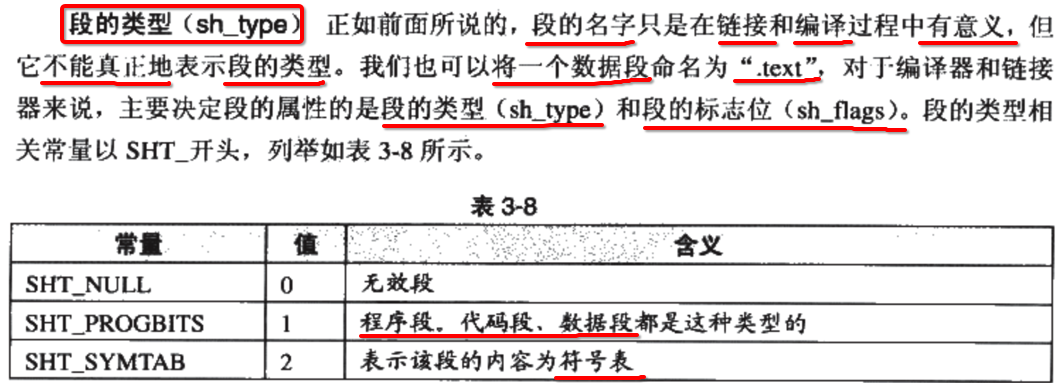 段的类型（sh_type） 正如前面所说的，段的名字只是在链接和编译过程中有意义，但
它不能真正地表示段的类型。我们也可以将一个数据段命名为“.text”，对于编译器和链接
器来说，主要决定段的属性的是段的类型（sh_type）和段的标志位（sh_flags）。段的类型相
关常量以 SHT_开头，列举如表 3-8 所示。
表 3-8
常量 值 含义
SHT_NULL 0 无效段
SHT_PROGBITS 1 程序段。代码段、数据段都是这种类型的
SHT_SYMTAB 2 表示该段的内容为符号表